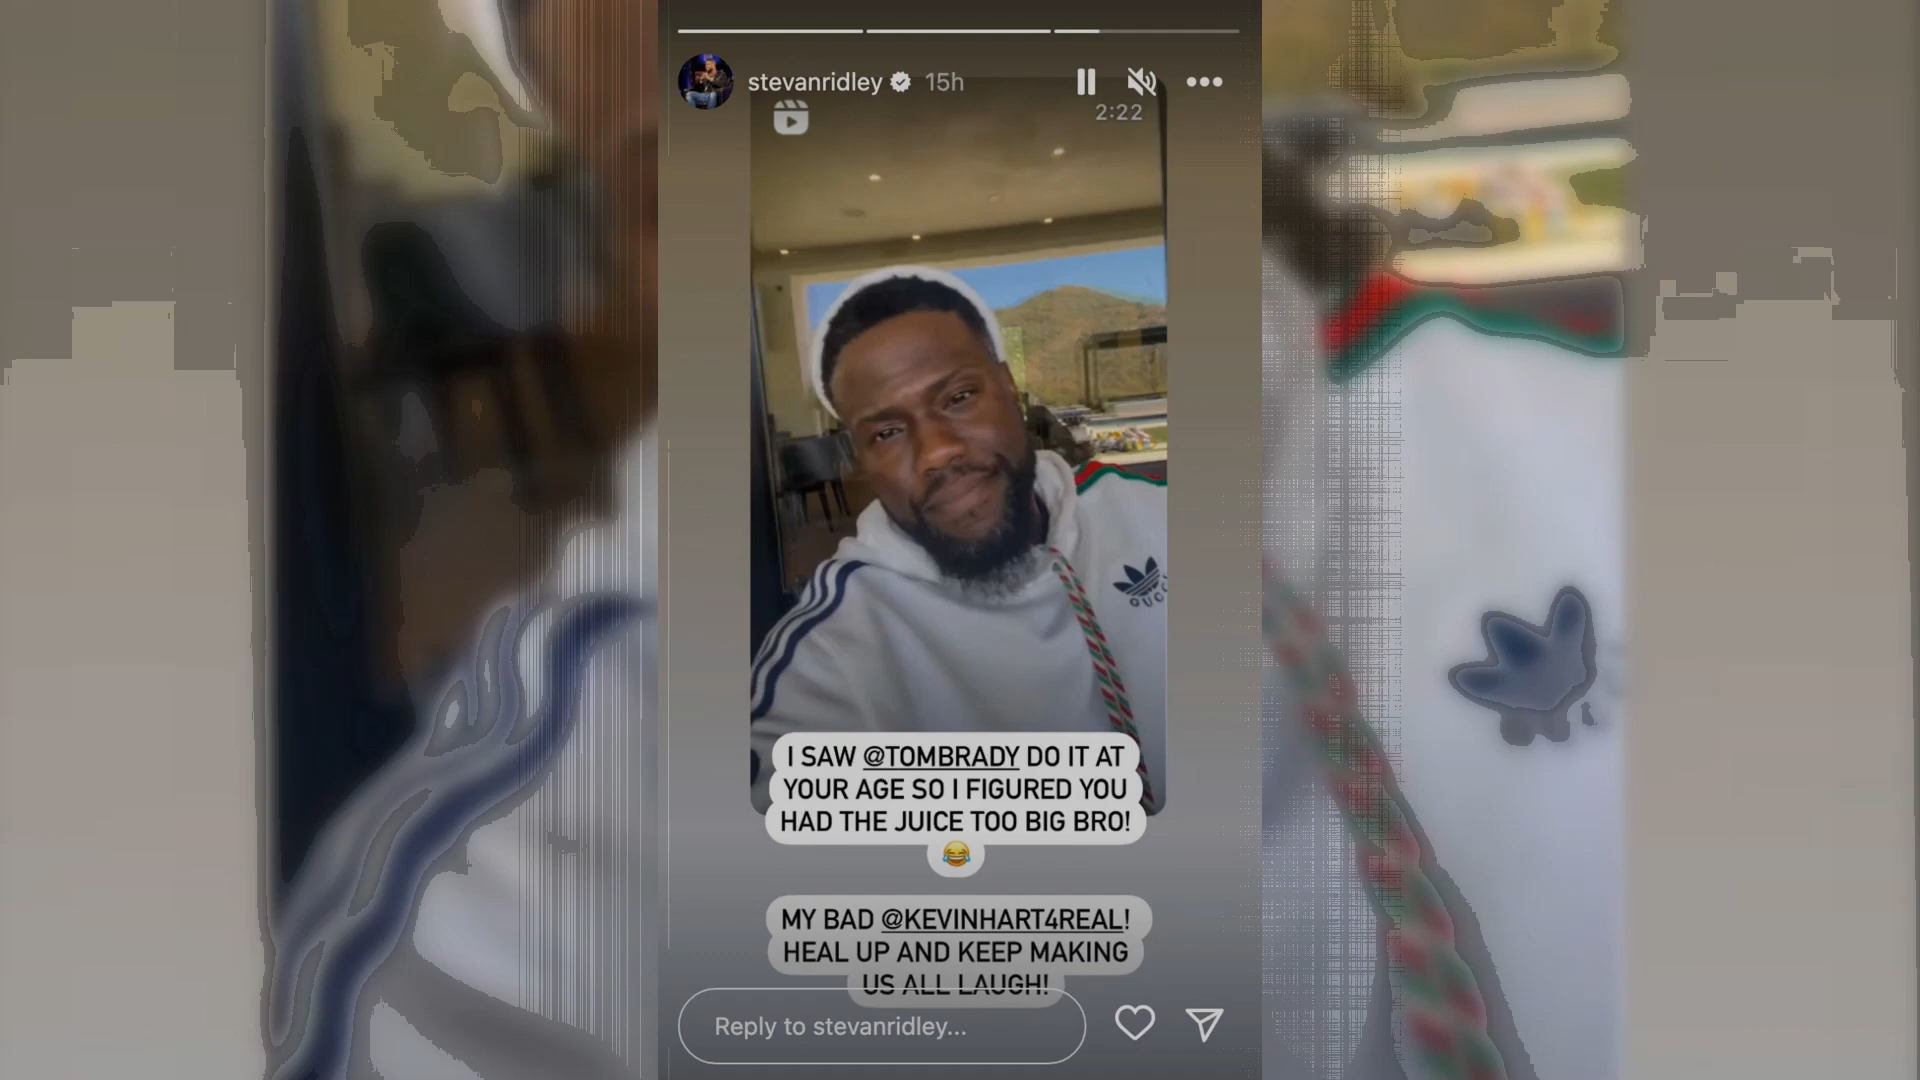 stevanridley 15h
2:22
GUCCI
I SAW @TOMBRADY DO IT AT
YOUR AGE SO I FIGURED YOU
HAD THE JUICE TOO BIG BRO!
😂
MY BAD @KEVINHART4REAL!
HEAL UP AND KEEP MAKING
US ALL LAUGH!
Reply to stevanridley...